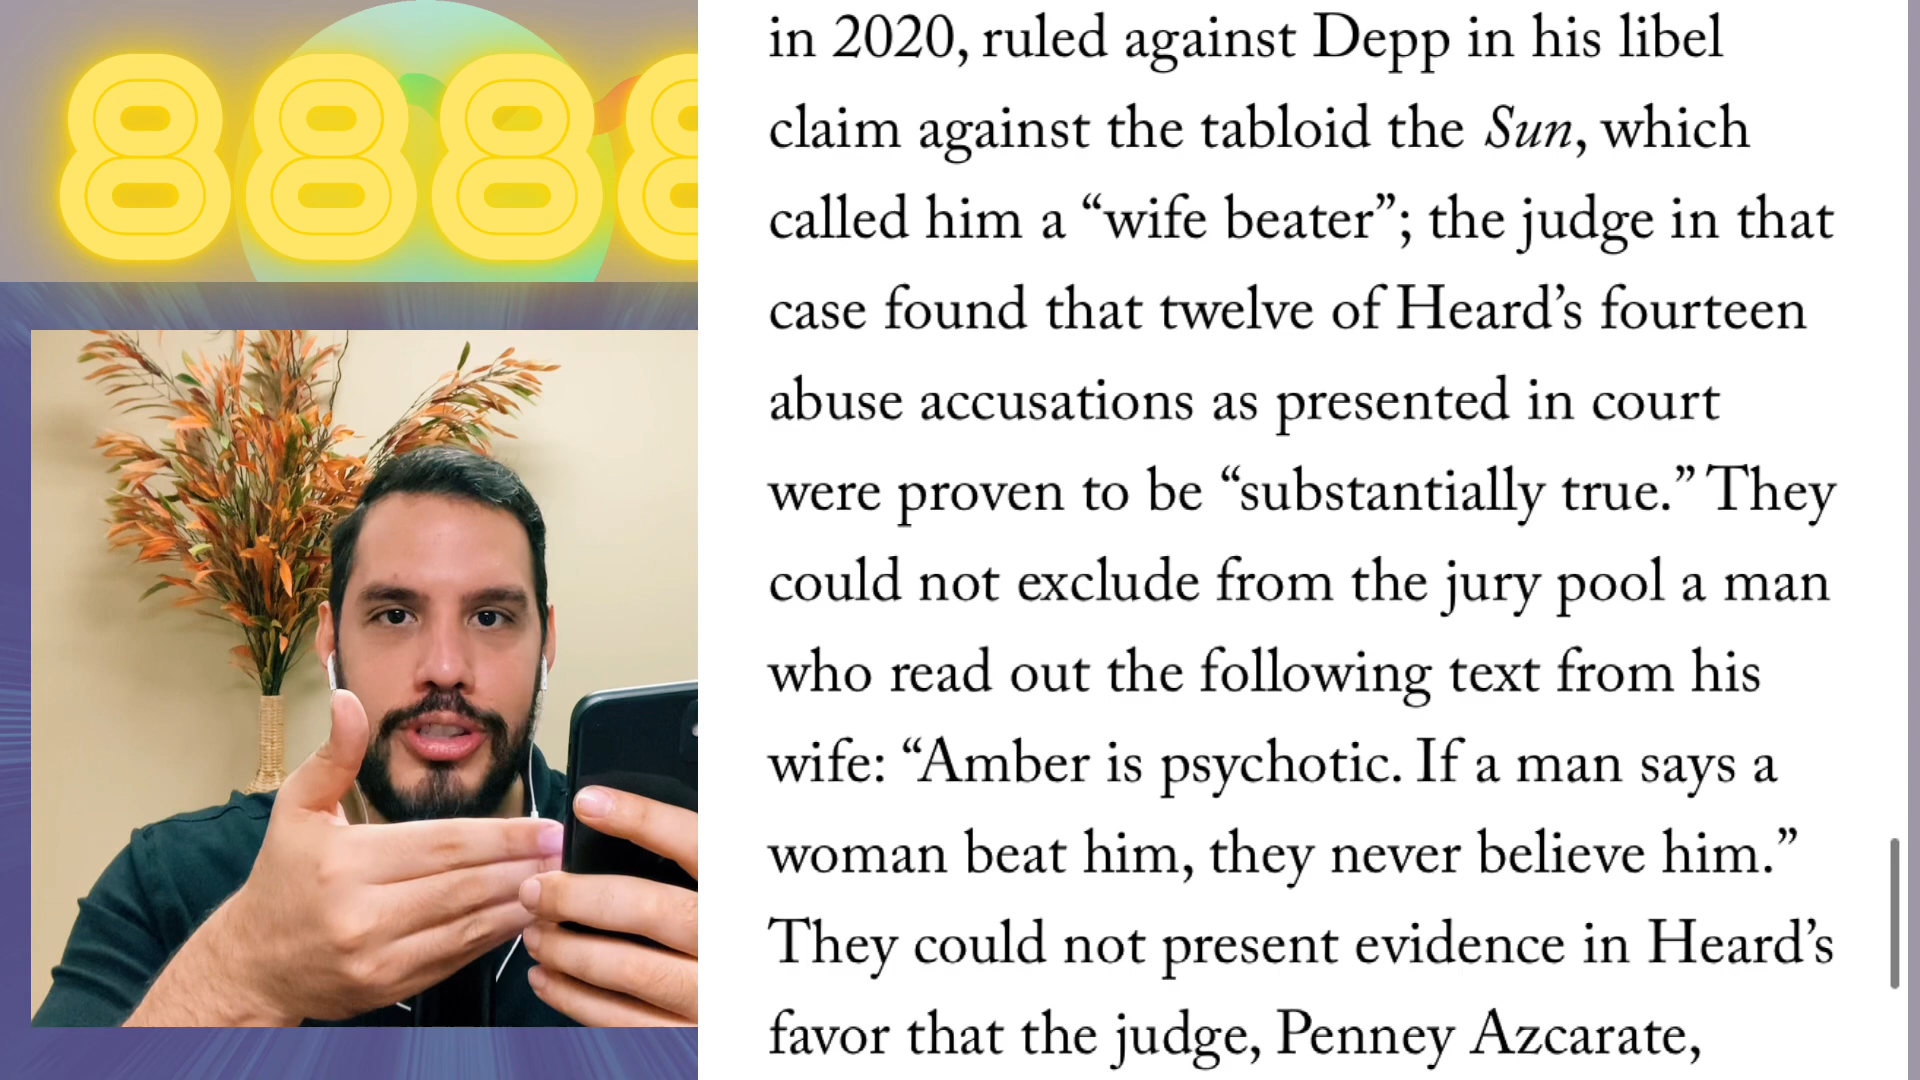 8888
in 2020, ruled against Depp in his libel
claim against the tabloid the Sun, which
called him a “wife beater”; the judge in that
case found that twelve of Heard’s fourteen
abuse accusations as presented in court
were proven to be “substantially true.” They
could not exclude from the jury pool a man
who read out the following text from his
wife: “Amber is psychotic. If a man says a
woman beat him, they never believe him.”
They could not present evidence in Heard’s
favor that the judge, Penney Azcarate,